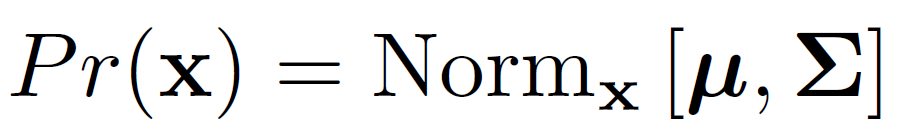 Pr(𝐱) = Norm_𝐱 [𝝁, 𝚺]